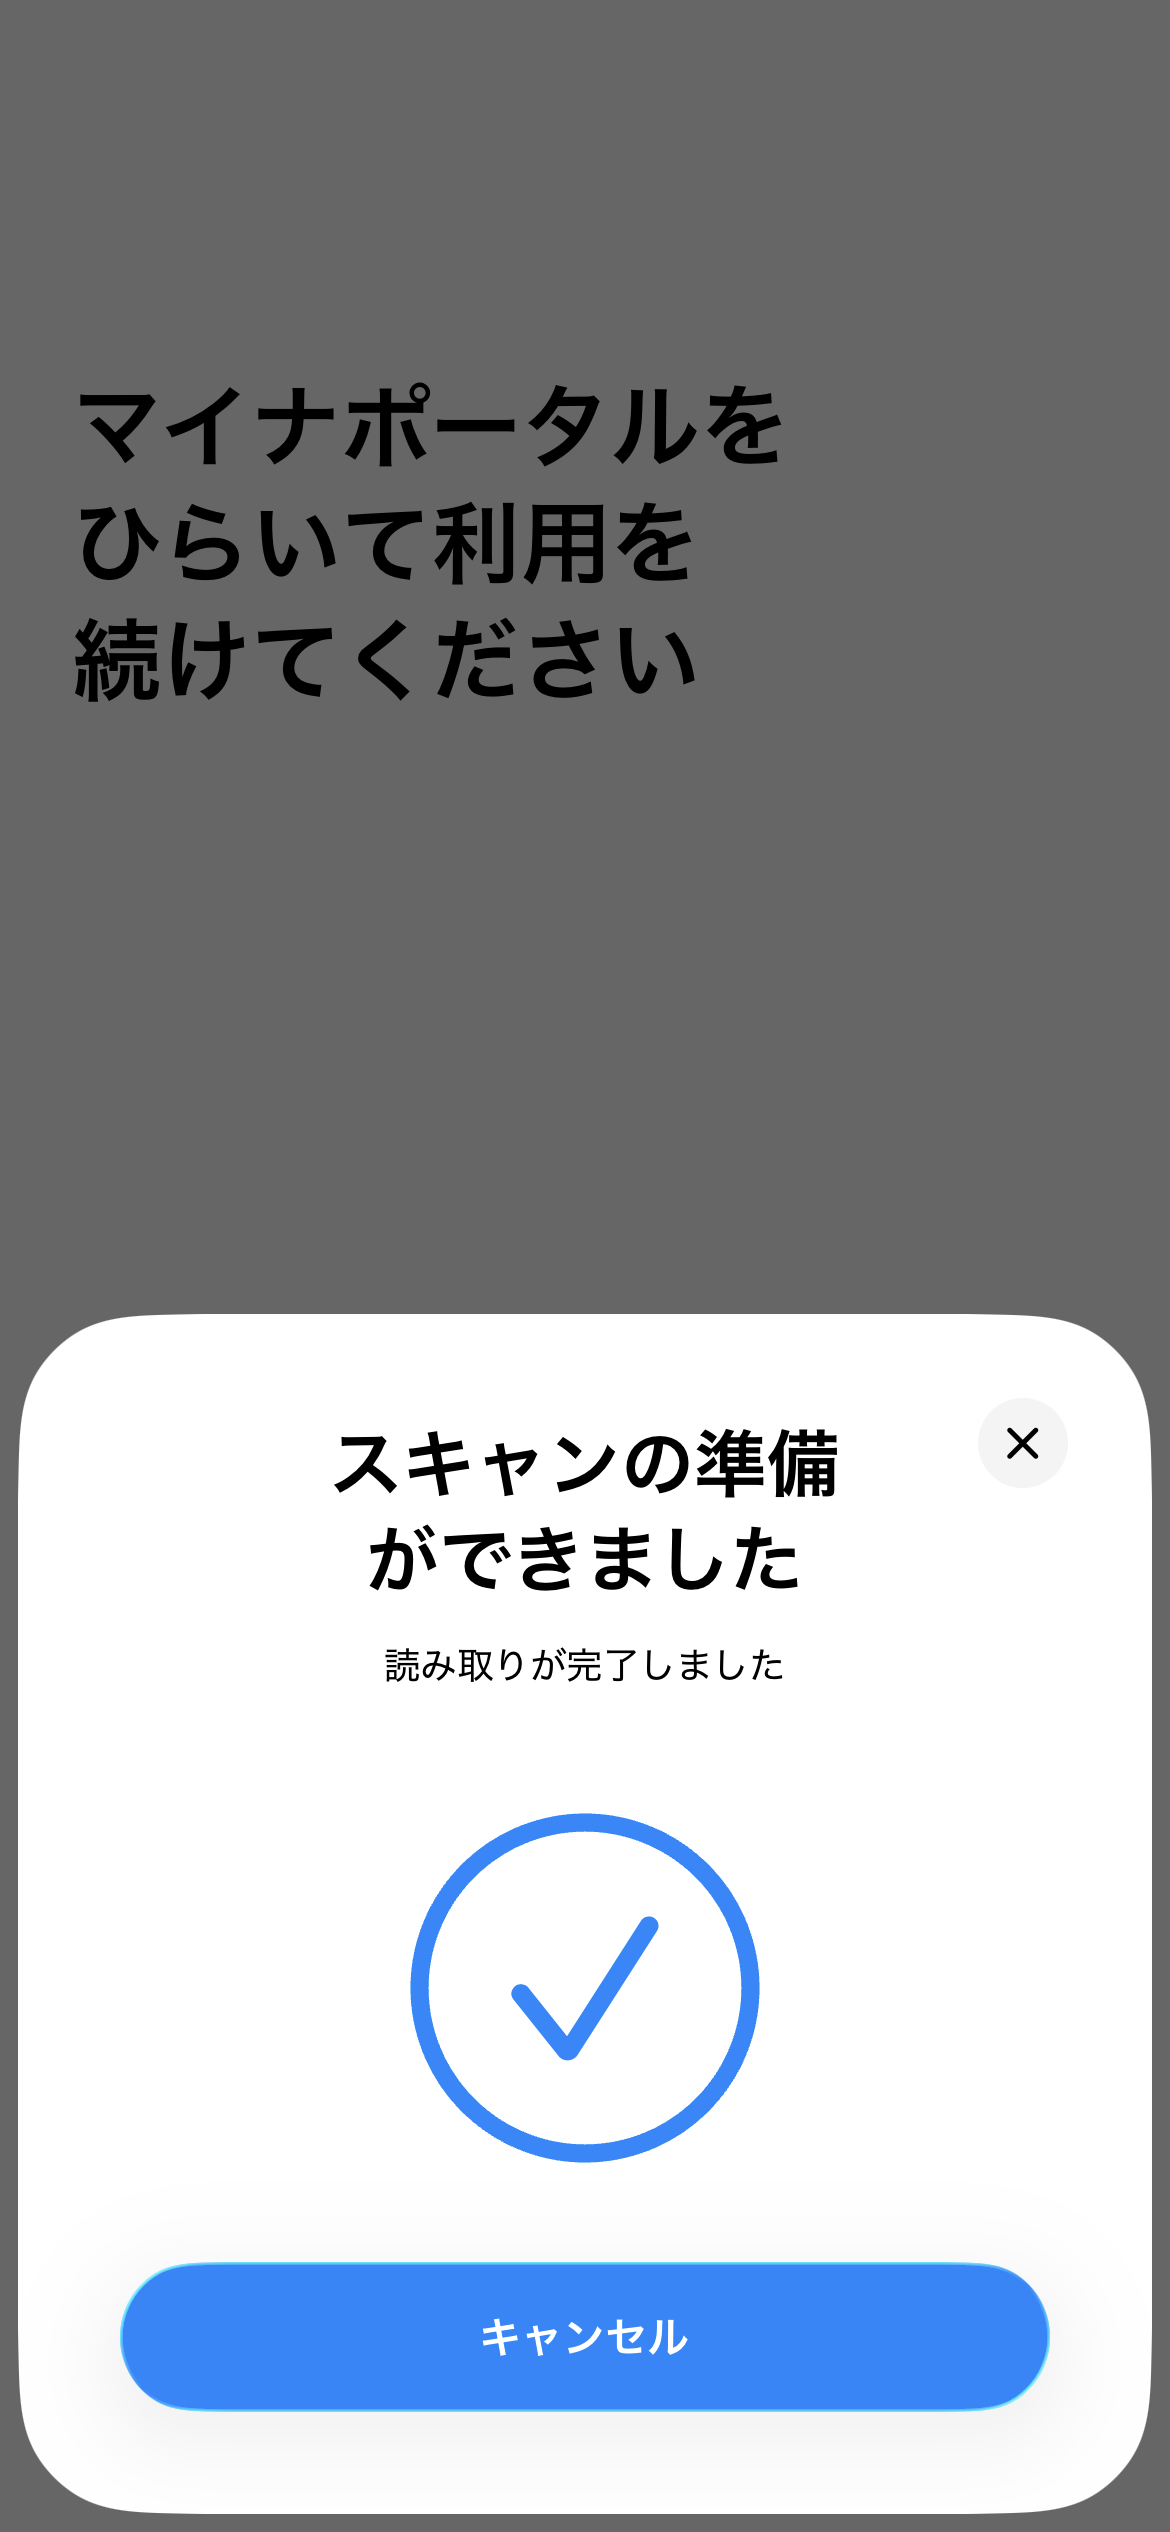 マイナポータルを
ひらいて利用を
続けてください
スキャンの準備
ができました
読み取りが完了しました
キャンセル